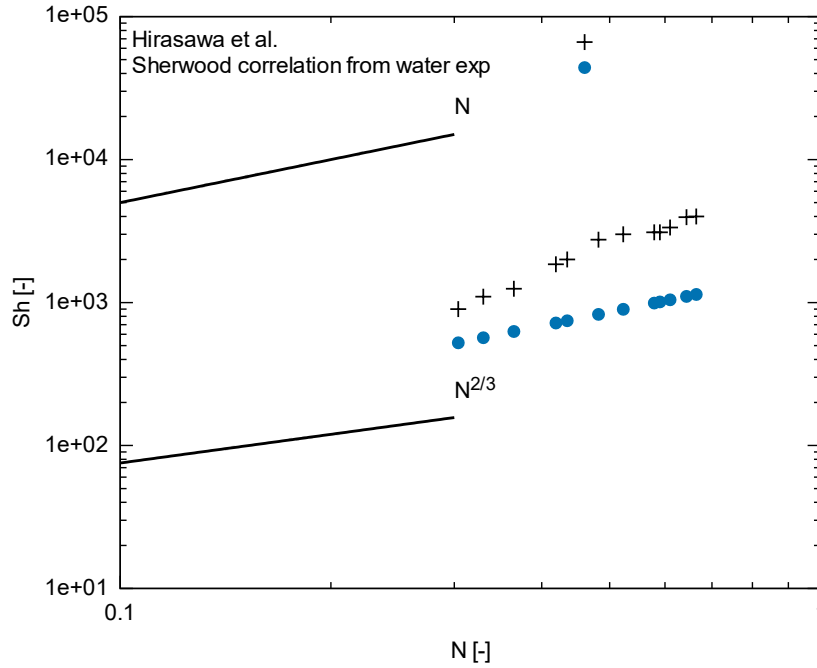 1e+05
Hirasawa et al.
Sherwood correlation from water exp
N
1e+04
Sh [-]
1e+03
N^{2/3}
1e+02
1e+01
0.1
N [-]